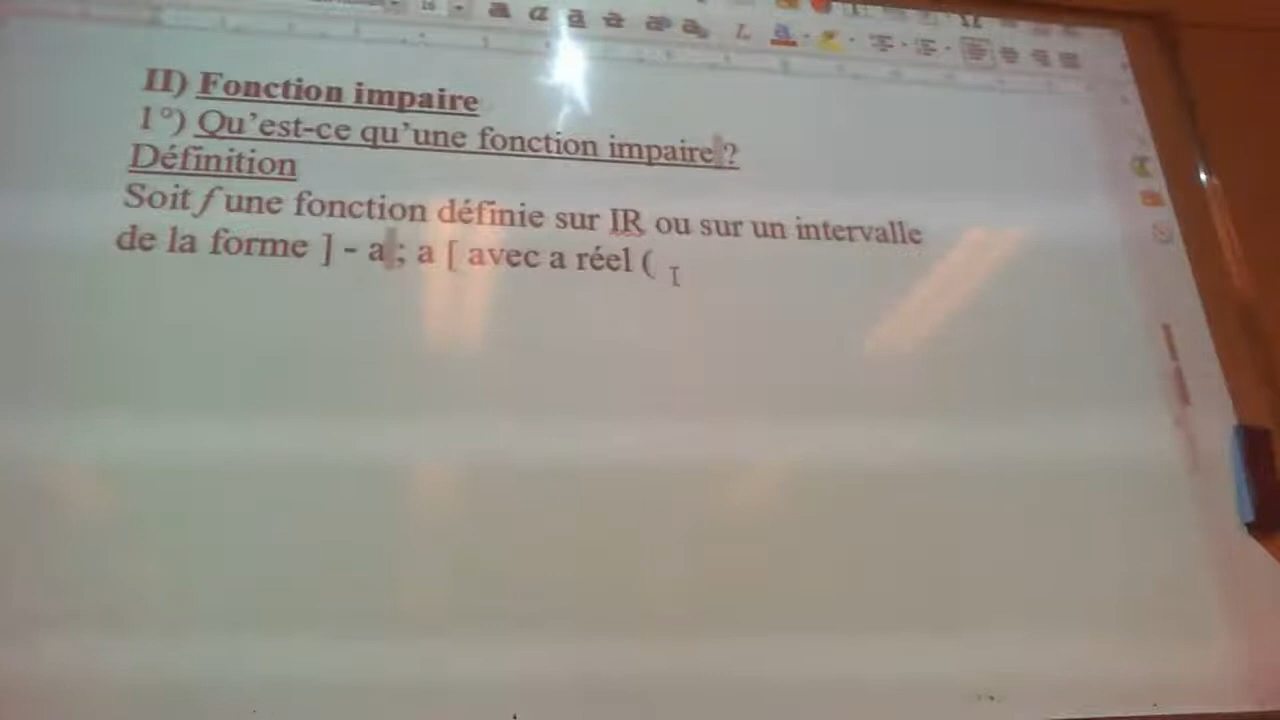 II) Fonction impaire
1°) Qu'est-ce qu'une fonction impaire ?
Définition
Soit f une fonction définie sur IR ou sur un intervalle
de la forme ] - a ; a [ avec a réel (